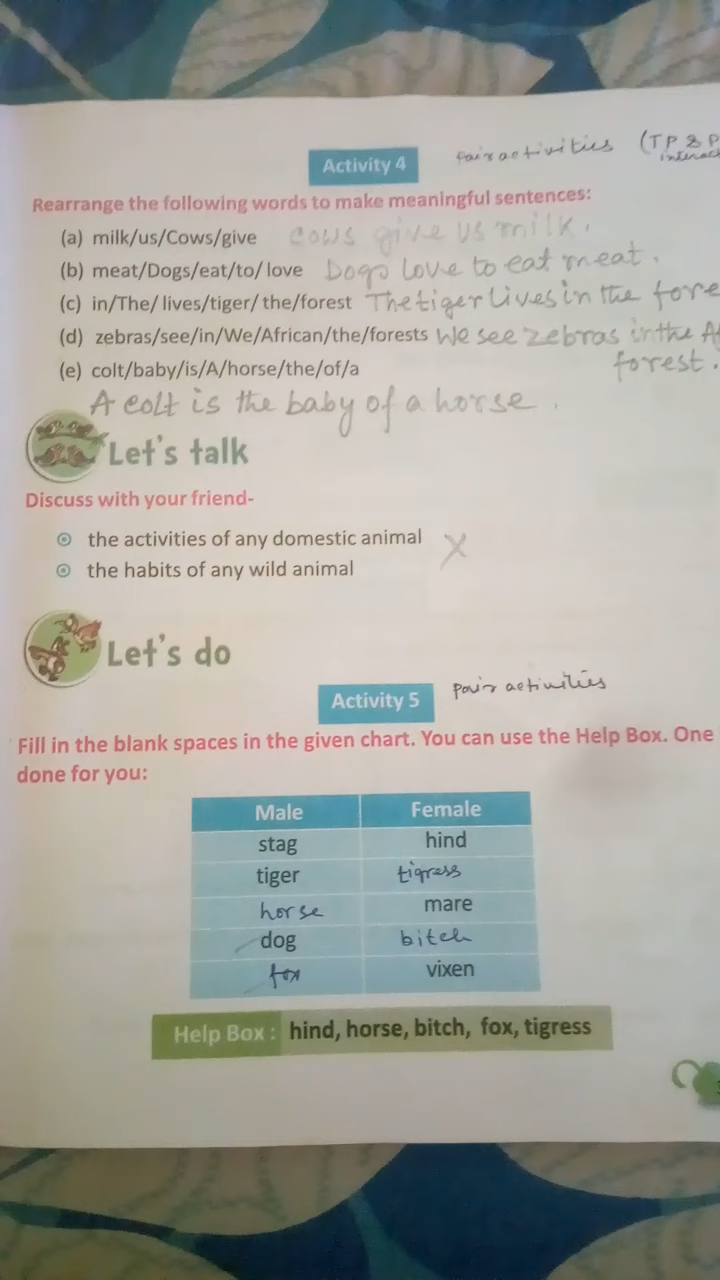 Activity 4 Pair activities (TP & P
interac
Rearrange the following words to make meaningful sentences:
(a) milk/us/Cows/give Cows give us milk.
(b) meat/Dogs/eat/to/ love Dogs love to eat meat.
(c) in/The/ lives/tiger/ the/forest The tiger lives in the fore
(d) zebras/see/in/We/African/the/forests We see zebras in the Af
forest.
(e) colt/baby/is/A/horse/the/of/a
A colt is the baby of a horse.
Let's talk
Discuss with your friend-
the activities of any domestic animal
the habits of any wild animal
Let's do
Activity 5 pair activities
Fill in the blank spaces in the given chart. You can use the Help Box. One
done for you:
Male Female
stag hind
tiger tigress
horse mare
dog bitch
fox vixen
Help Box : hind, horse, bitch, fox, tigress